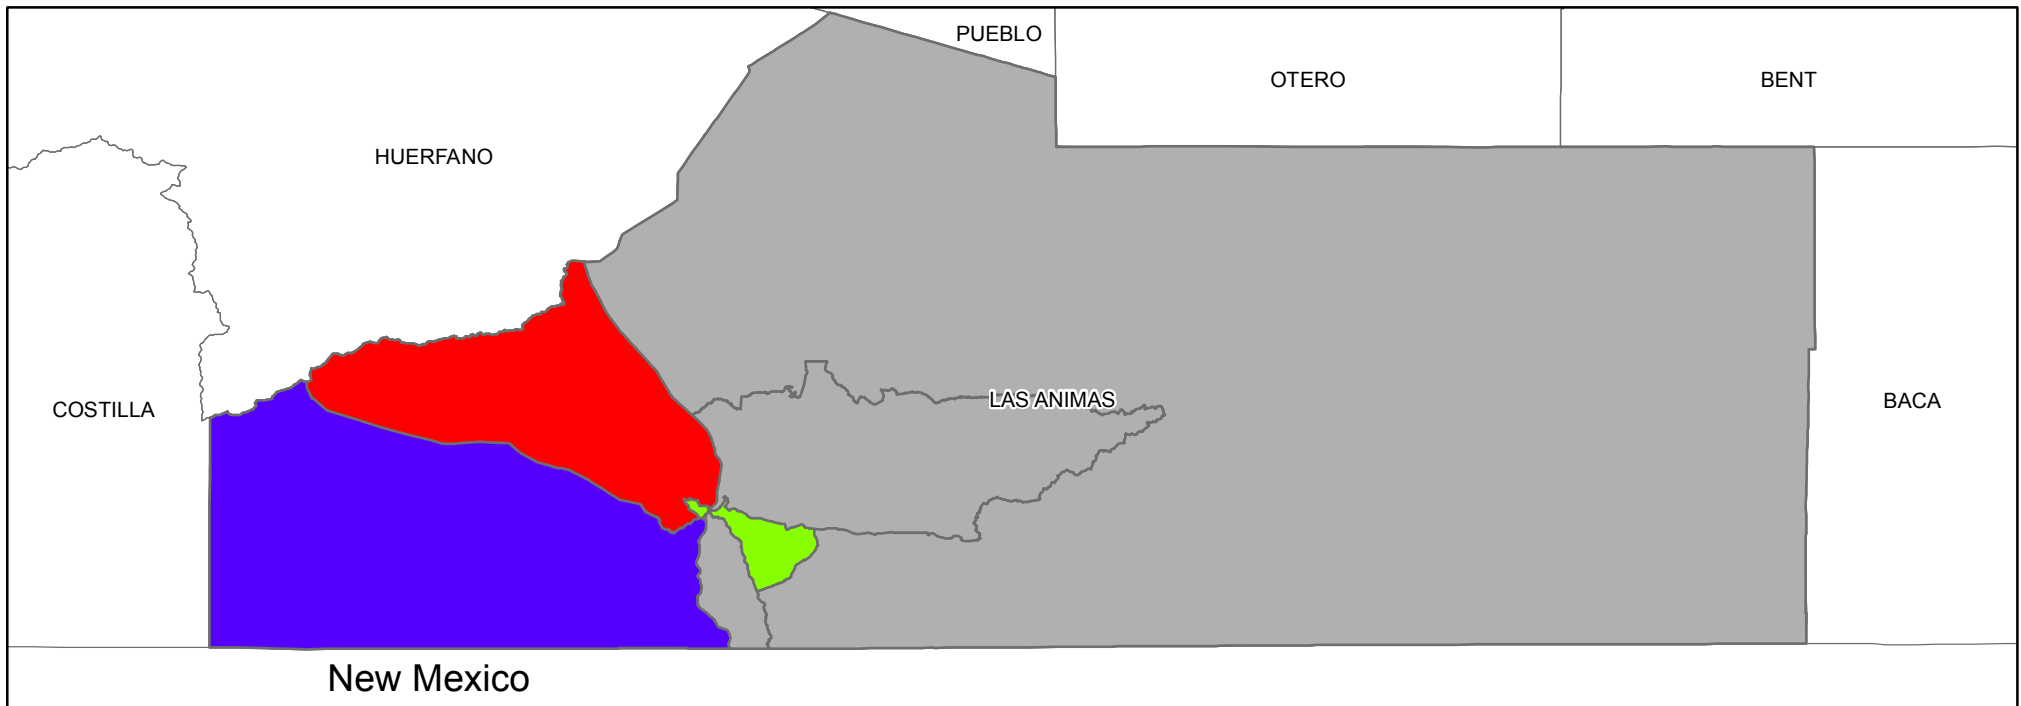 PUEBLO
OTERO
BENT
HUERFANO
LAS ANIMAS
COSTILLA
BACA
New Mexico